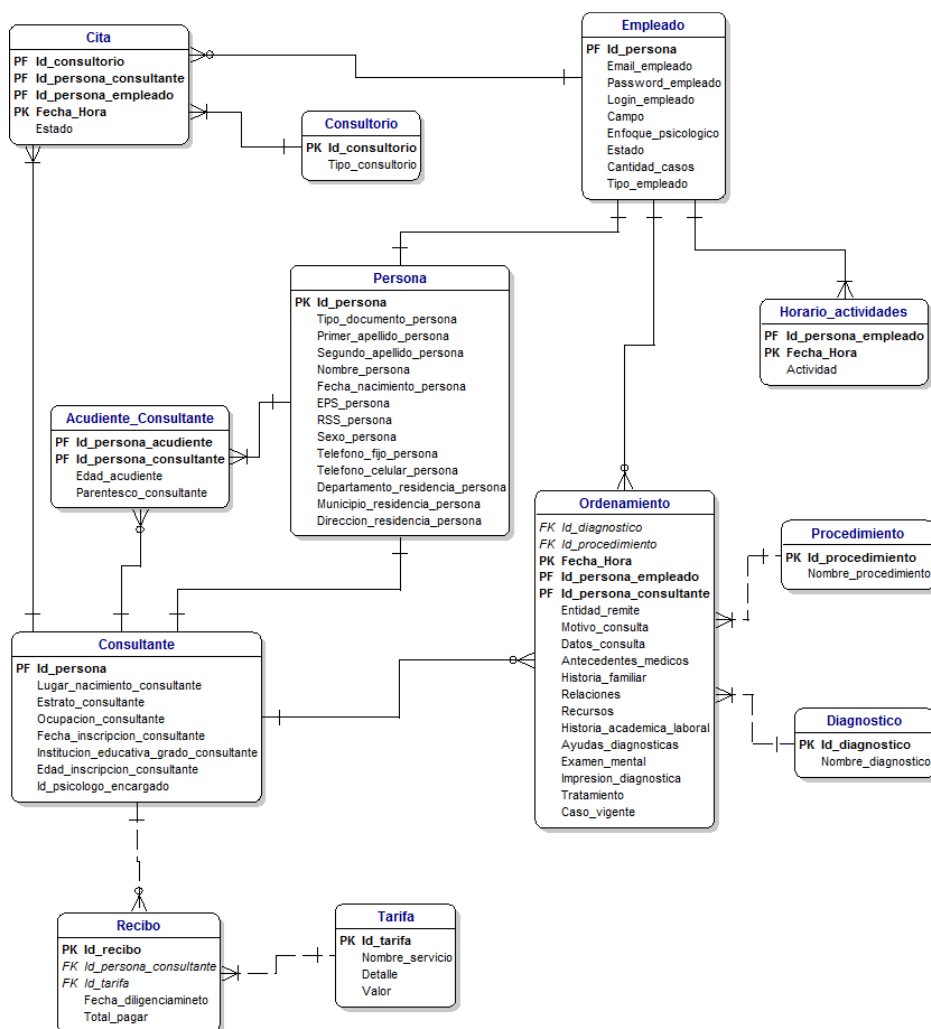 Cita
PF Id_consultorio
PF Id_persona_consultante
PF Id_persona_empleado
PK Fecha_Hora
Estado
Empleado
PF Id_persona
Email_empleado
Password_empleado
Login_empleado
Campo
Enfoque_psicologico
Estado
Cantidad_casos
Tipo_empleado
Consultorio
PK Id_consultorio
Tipo_consultorio
Persona
PK Id_persona
Tipo_documento_persona
Primer_apellido_persona
Segundo_apellido_persona
Nombre_persona
Fecha_nacimiento_persona
EPS_persona
RSS_persona
Sexo_persona
Telefono_fijo_persona
Telefono_celular_persona
Departamento_residencia_persona
Municipio_residencia_persona
Direccion_residencia_persona
Horario_actividades
PF Id_persona_empleado
PK Fecha_Hora
Actividad
Acudiente_Consultante
PF Id_persona_acudiente
PF Id_persona_consultante
Edad_acudiente
Parentesco_consultante
Ordenamiento
FK Id_diagnostico
FK Id_procedimiento
PK Fecha_Hora
PF Id_persona_empleado
PF Id_persona_consultante
Entidad_remite
Motivo_consulta
Datos_consulta
Antecedentes_medicos
Historia_familiar
Relaciones
Recursos
Historia_academica_laboral
Ayudas_diagnosticas
Examen_mental
Impresion_diagnostica
Tratamiento
Caso_vigente
Procedimiento
PK Id_procedimiento
Nombre_procedimiento
Consultante
PF Id_persona
Lugar_nacimiento_consultante
Estrato_consultante
Ocupacion_consultante
Fecha_inscripcion_consultante
Institucion_educativa_grado_consultante
Edad_inscripcion_consultante
Id_psicologo_encargado
Diagnostico
PK Id_diagnostico
Nombre_diagnostico
Recibo
PK Id_recibo
FK Id_persona_consultante
FK Id_tarifa
Fecha_diligenciamineto
Total_pagar
Tarifa
PK Id_tarifa
Nombre_servicio
Detalle
Valor